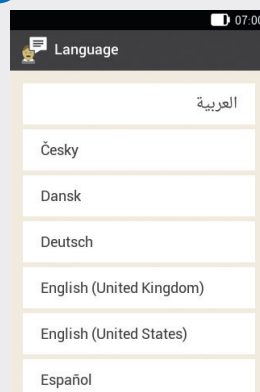 07:00
Language
العربية
Česky
Dansk
Deutsch
English (United Kingdom)
English (United States)
Español